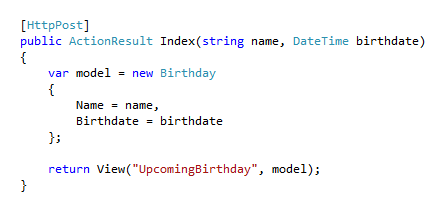 [HttpPost]
public ActionResult Index(string name, DateTime birthdate)
{
    var model = new Birthday
    {
        Name = name,
        Birthdate = birthdate
    };

    return View("UpcomingBirthday", model);
}